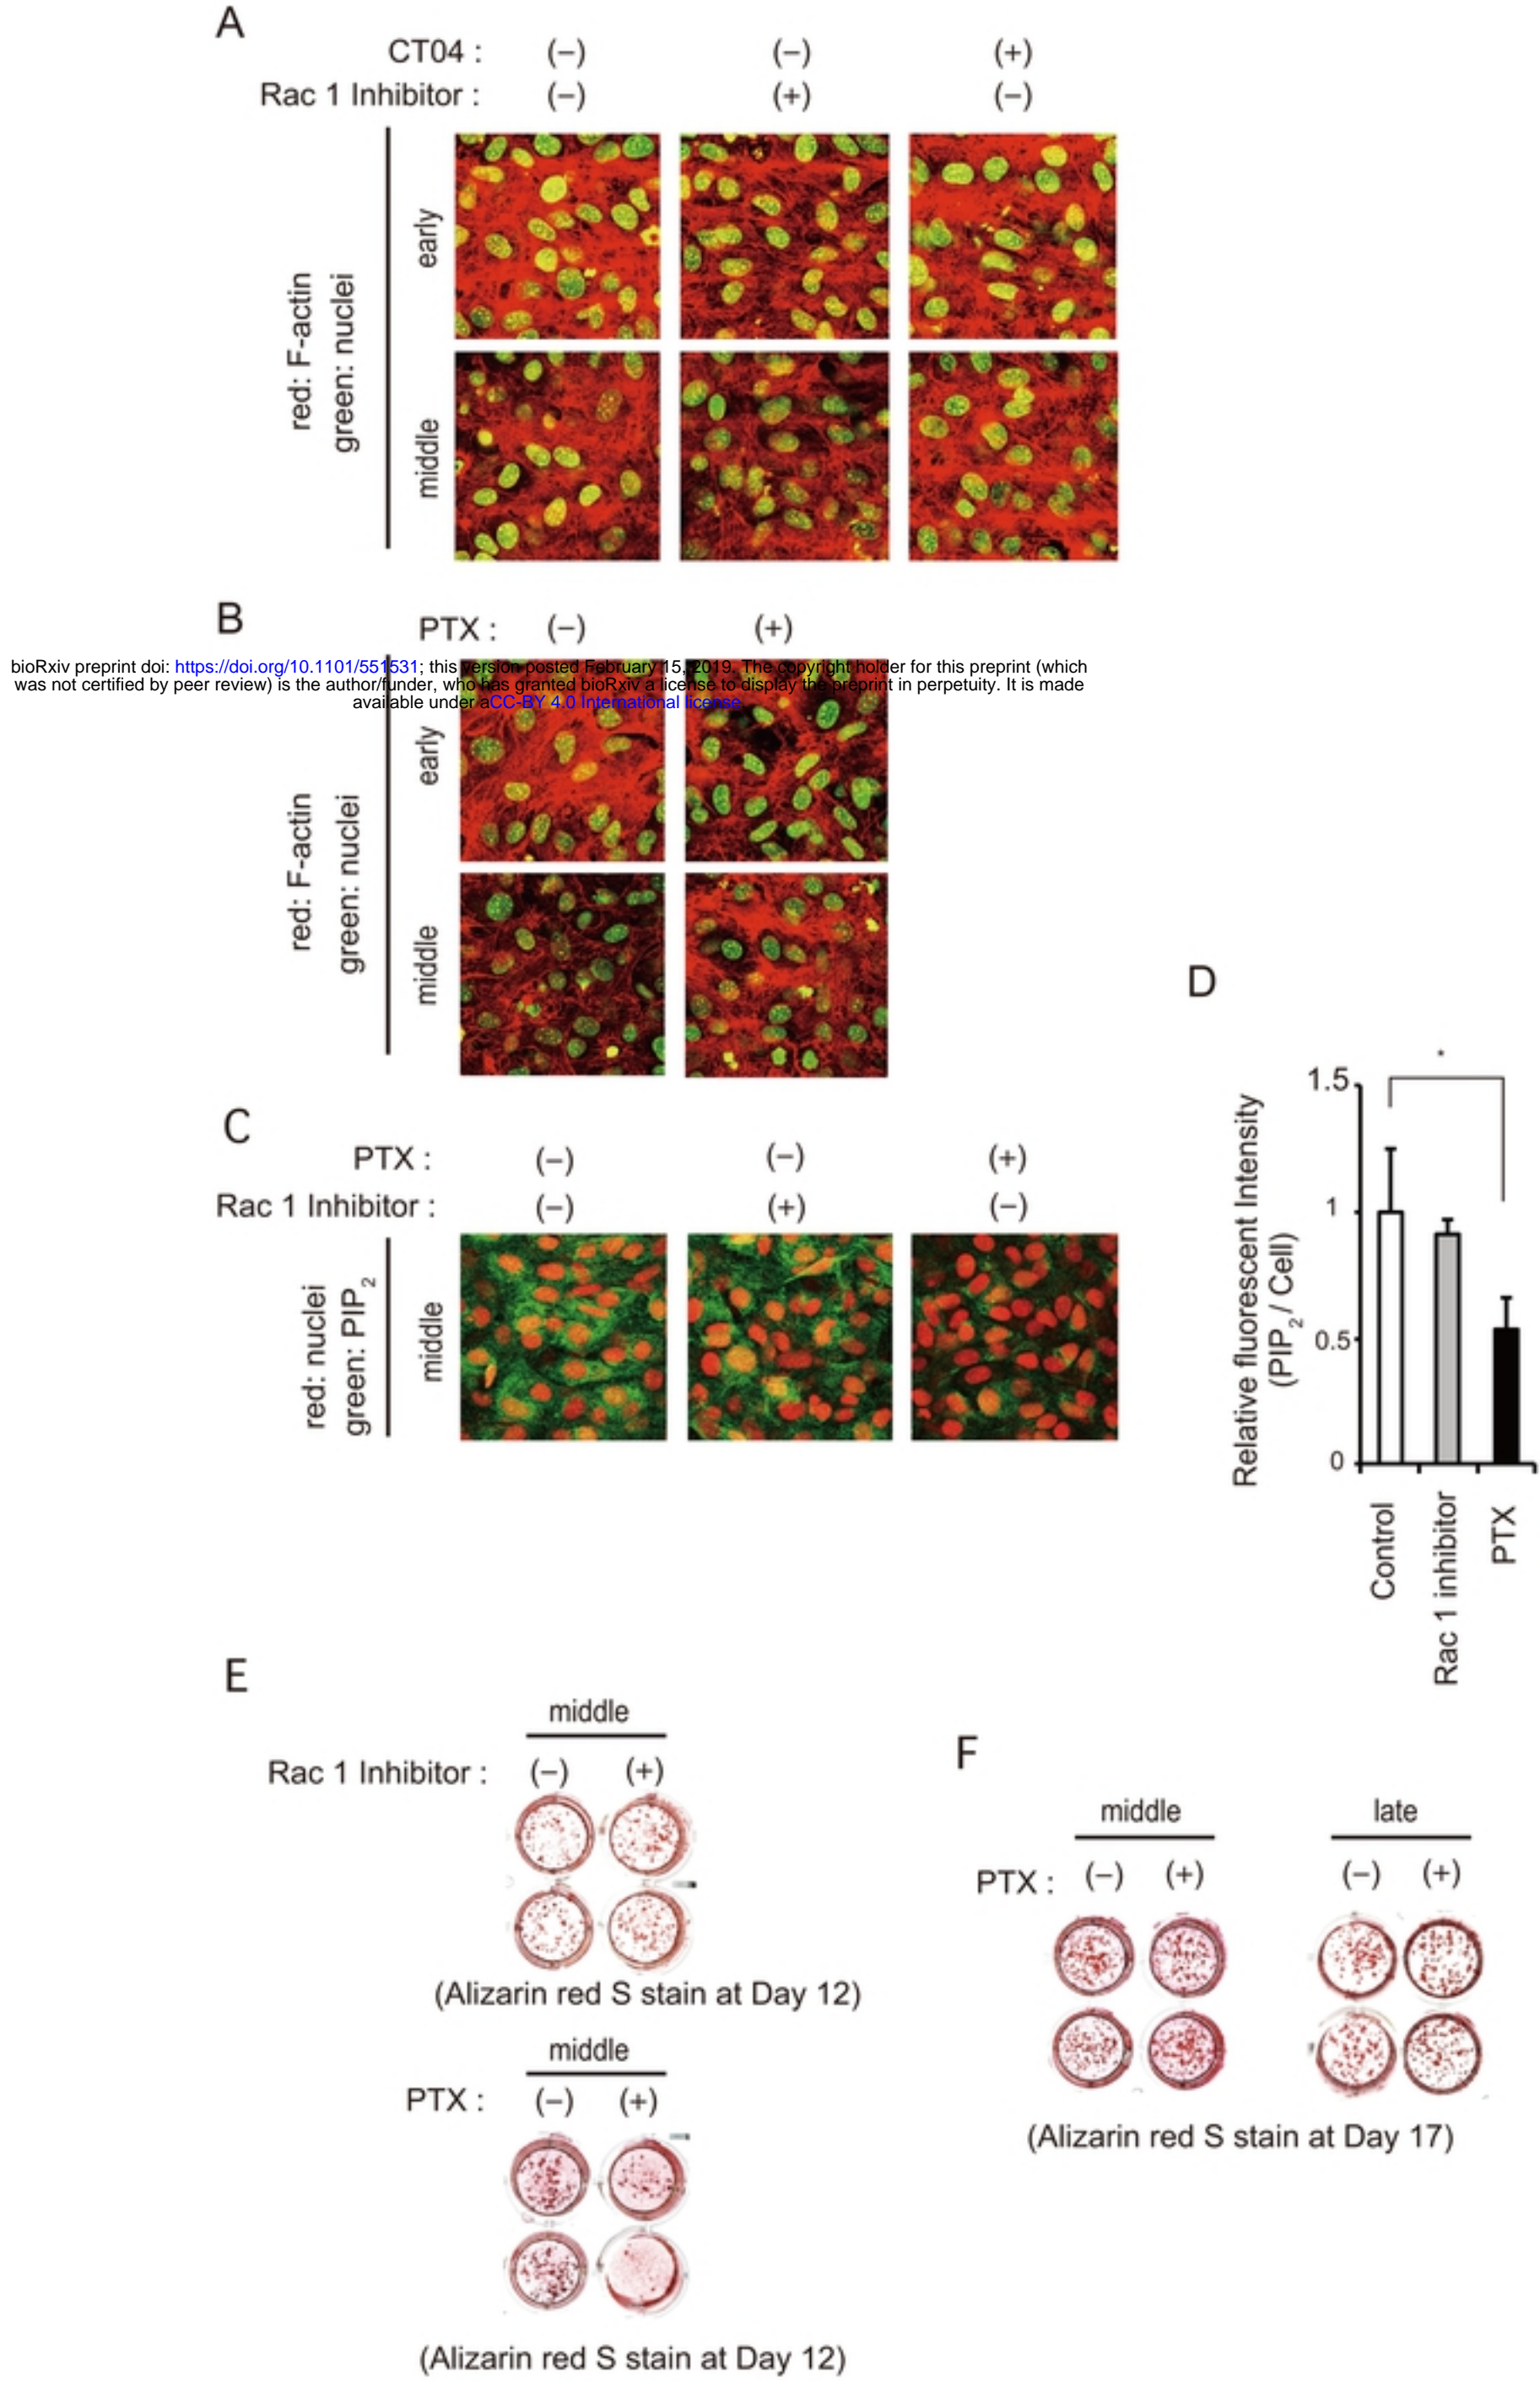 A
CT04 : (−) (−) (+)
Rac 1 Inhibitor : (−) (+) (−)
red: F-actin
green: nuclei
early
middle
B
PTX : (−) (+)
bioRxiv preprint doi: https://doi.org/10.1101/551531; this version posted February 15, 2019. The copyright holder for this preprint (which
was not certified by peer review) is the author/funder, who has granted bioRxiv a license to display the preprint in perpetuity. It is made
available under aCC-BY 4.0 International license.
red: F-actin
green: nuclei
early
middle
C
PTX : (−) (−) (+)
Rac 1 Inhibitor : (−) (+) (−)
red: nuclei
green: PIP2
middle
D
*
Relative fluorescent Intensity
(PIP2 / Cell)
1.5
1
0.5
0
Control
Rac 1 inhibitor
PTX
E
middle
Rac 1 Inhibitor : (−) (+)
(Alizarin red S stain at Day 12)
middle
PTX : (−) (+)
(Alizarin red S stain at Day 12)
F
middle late
PTX : (−) (+) (−) (+)
(Alizarin red S stain at Day 17)